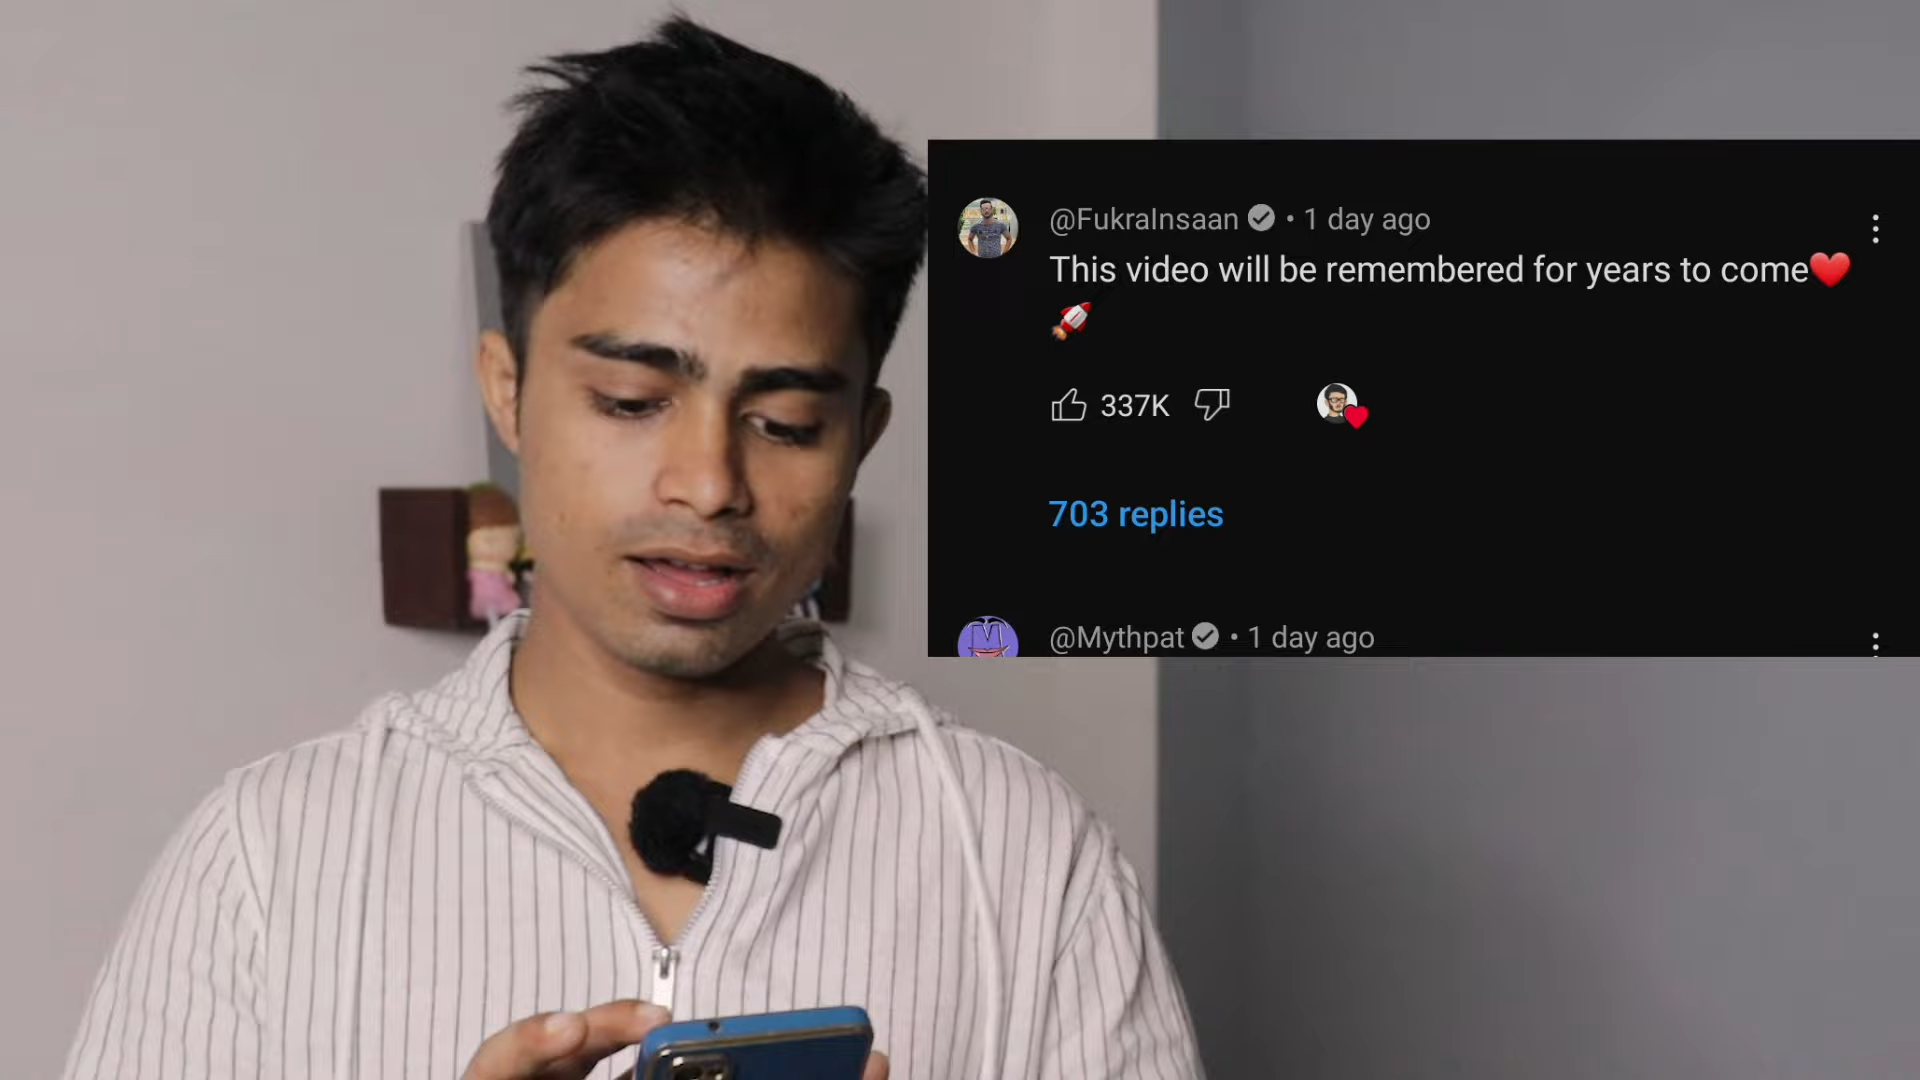 @FukraInsaan • 1 day ago
This video will be remembered for years to come❤️
🚀
337K
703 replies
@Mythpat • 1 day ago